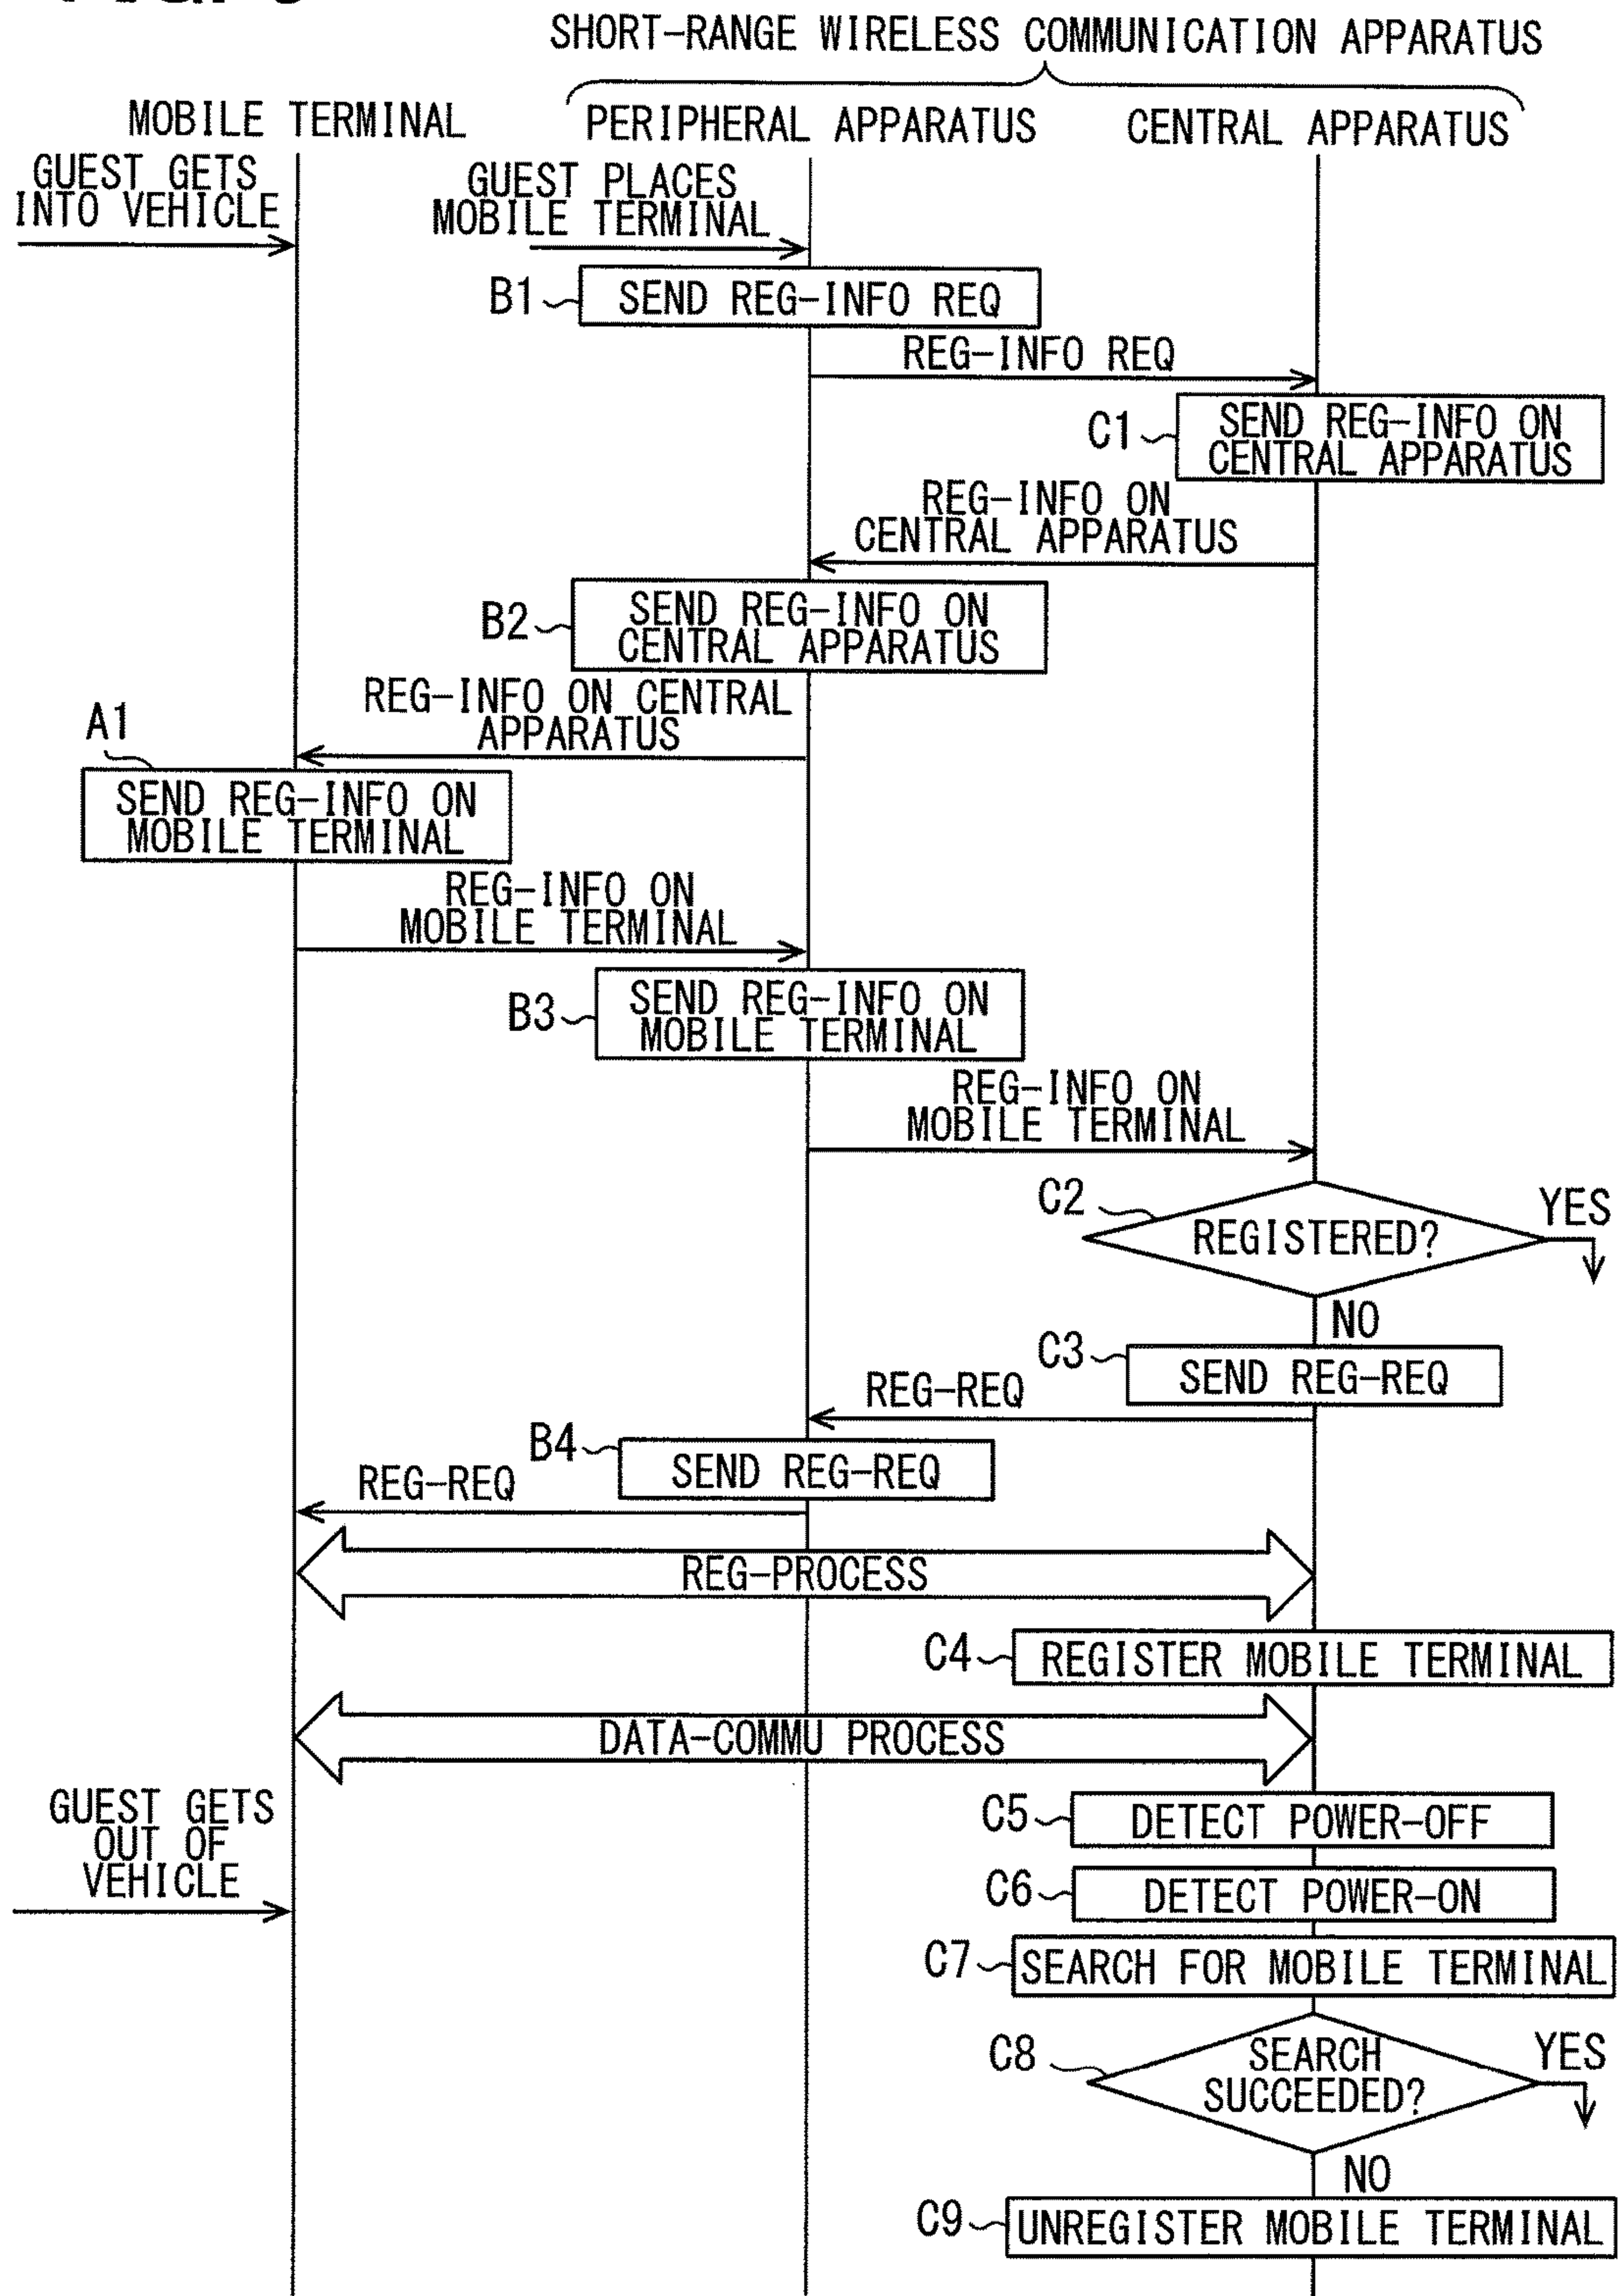 SHORT-RANGE WIRELESS COMMUNICATION APPARATUS
MOBILE TERMINAL
PERIPHERAL APPARATUS
CENTRAL APPARATUS
GUEST GETS
INTO VEHICLE
GUEST PLACES
MOBILE TERMINAL
B1
SEND REG-INFO REQ
REG-INFO REQ
C1
SEND REG-INFO ON
CENTRAL APPARATUS
REG-INFO ON
CENTRAL APPARATUS
B2
SEND REG-INFO ON
CENTRAL APPARATUS
REG-INFO ON CENTRAL
APPARATUS
A1
SEND REG-INFO ON
MOBILE TERMINAL
REG-INFO ON
MOBILE TERMINAL
B3
SEND REG-INFO ON
MOBILE TERMINAL
REG-INFO ON
MOBILE TERMINAL
C2
REGISTERED?
YES
NO
C3
SEND REG-REQ
REG-REQ
B4
SEND REG-REQ
REG-REQ
REG-PROCESS
C4
REGISTER MOBILE TERMINAL
DATA-COMMU PROCESS
GUEST GETS
OUT OF
VEHICLE
C5
DETECT POWER-OFF
C6
DETECT POWER-ON
C7
SEARCH FOR MOBILE TERMINAL
C8
SEARCH
SUCCEEDED?
YES
NO
C9
UNREGISTER MOBILE TERMINAL